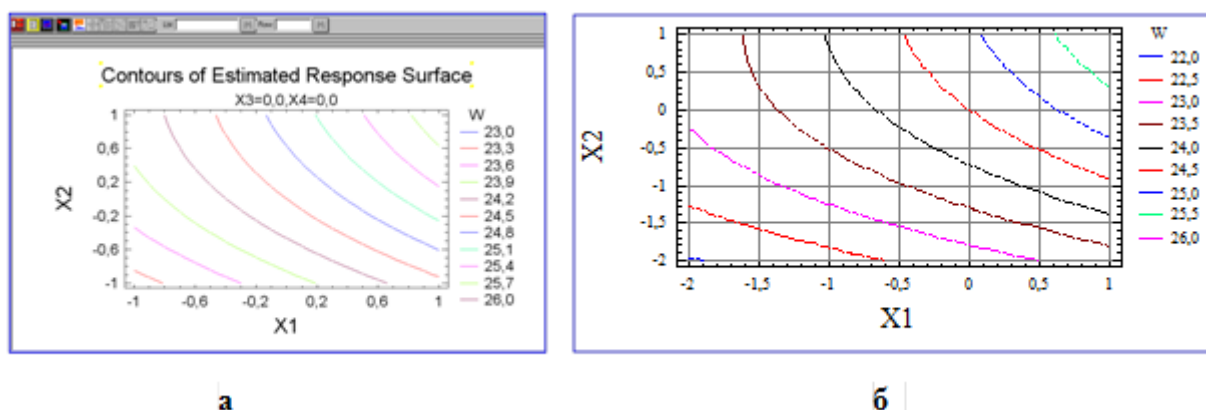 Contours of Estimated Response Surface
X3=0,0,X4=0,0
W
23,0
23,3
23,6
23,9
24,2
24,5
24,8
25,1
25,4
25,7
26,0
X2
1
0,6
0,2
-0,2
-0,6
-1
-1 -0,6 -0,2 0,2 0,6 1
X1
а
W
22,0
22,5
23,0
23,5
24,0
24,5
25,0
25,5
26,0
X2
1
0,5
0
-0,5
-1
-1,5
-2
-2 -1,5 -1 -0,5 0 0,5 1
X1
б